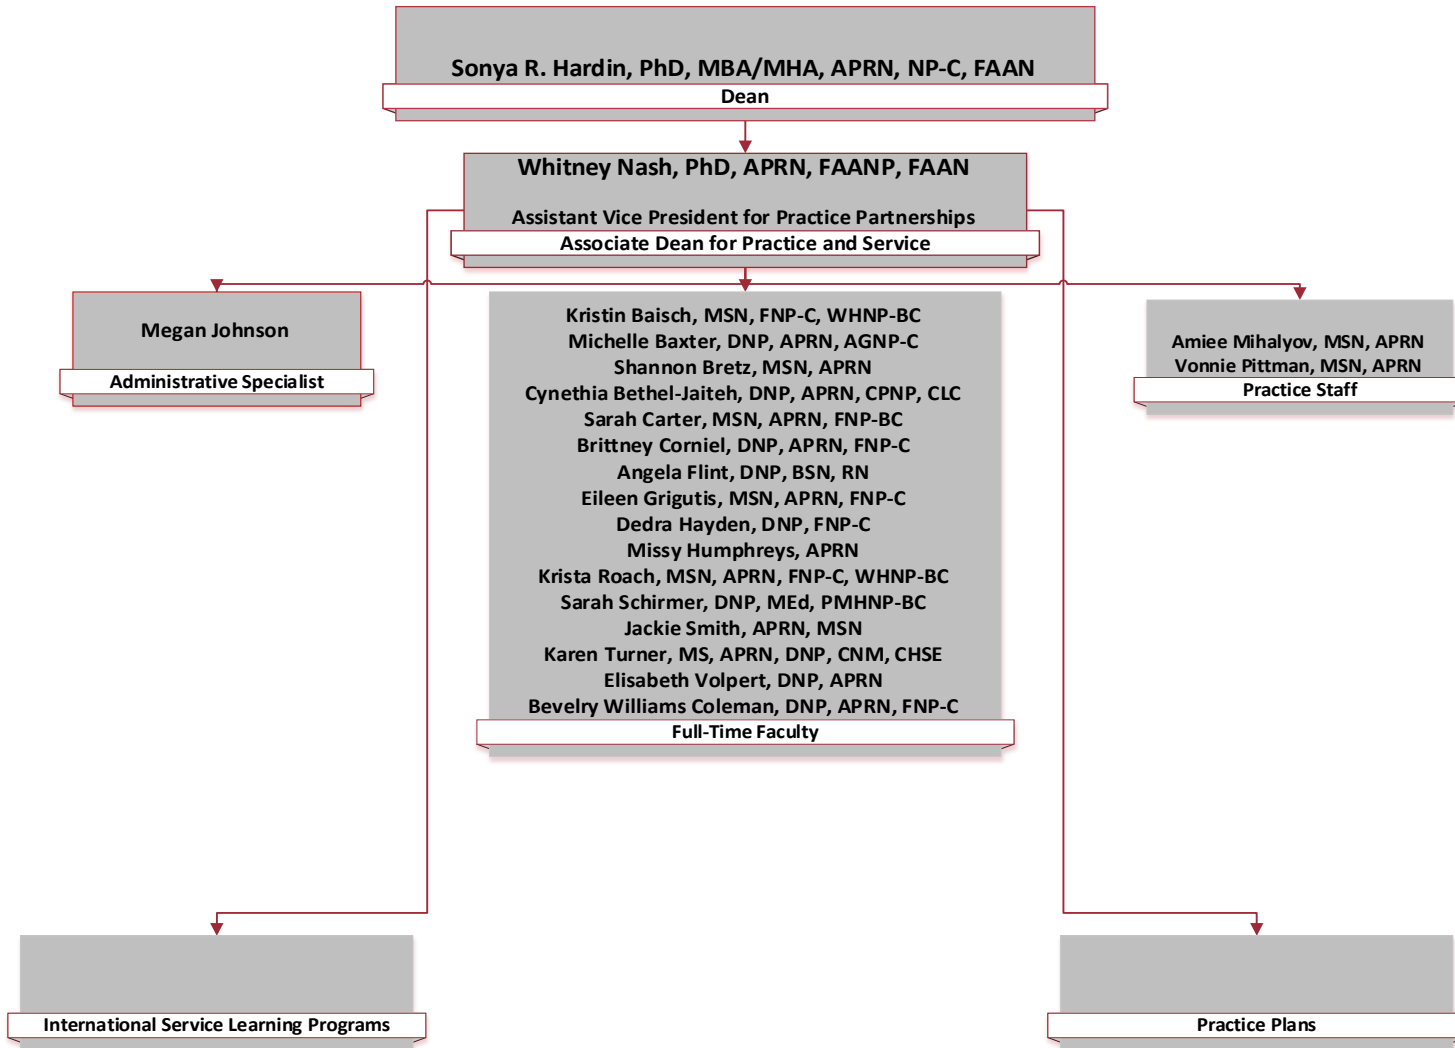 Sonya R. Hardin, PhD, MBA/MHA, APRN, NP-C, FAAN
Dean
Whitney Nash, PhD, APRN, FAANP, FAAN
Assistant Vice President for Practice Partnerships
Associate Dean for Practice and Service
Megan Johnson
Administrative Specialist
Kristin Baisch, MSN, FNP-C, WHNP-BC
Michelle Baxter, DNP, APRN, AGNP-C
Shannon Bretz, MSN, APRN
Cynethia Bethel-Jaiteh, DNP, APRN, CPNP, CLC
Sarah Carter, MSN, APRN, FNP-BC
Brittney Corniel, DNP, APRN, FNP-C
Angela Flint, DNP, BSN, RN
Eileen Grigutis, MSN, APRN, FNP-C
Dedra Hayden, DNP, FNP-C
Missy Humphreys, APRN
Krista Roach, MSN, APRN, FNP-C, WHNP-BC
Sarah Schirmer, DNP, MEd, PMHNP-BC
Jackie Smith, APRN, MSN
Karen Turner, MS, APRN, DNP, CNM, CHSE
Elisabeth Volpert, DNP, APRN
Bevelry Williams Coleman, DNP, APRN, FNP-C
Full-Time Faculty
Amiee Mihalyov, MSN, APRN
Vonnie Pittman, MSN, APRN
Practice Staff
International Service Learning Programs
Practice Plans